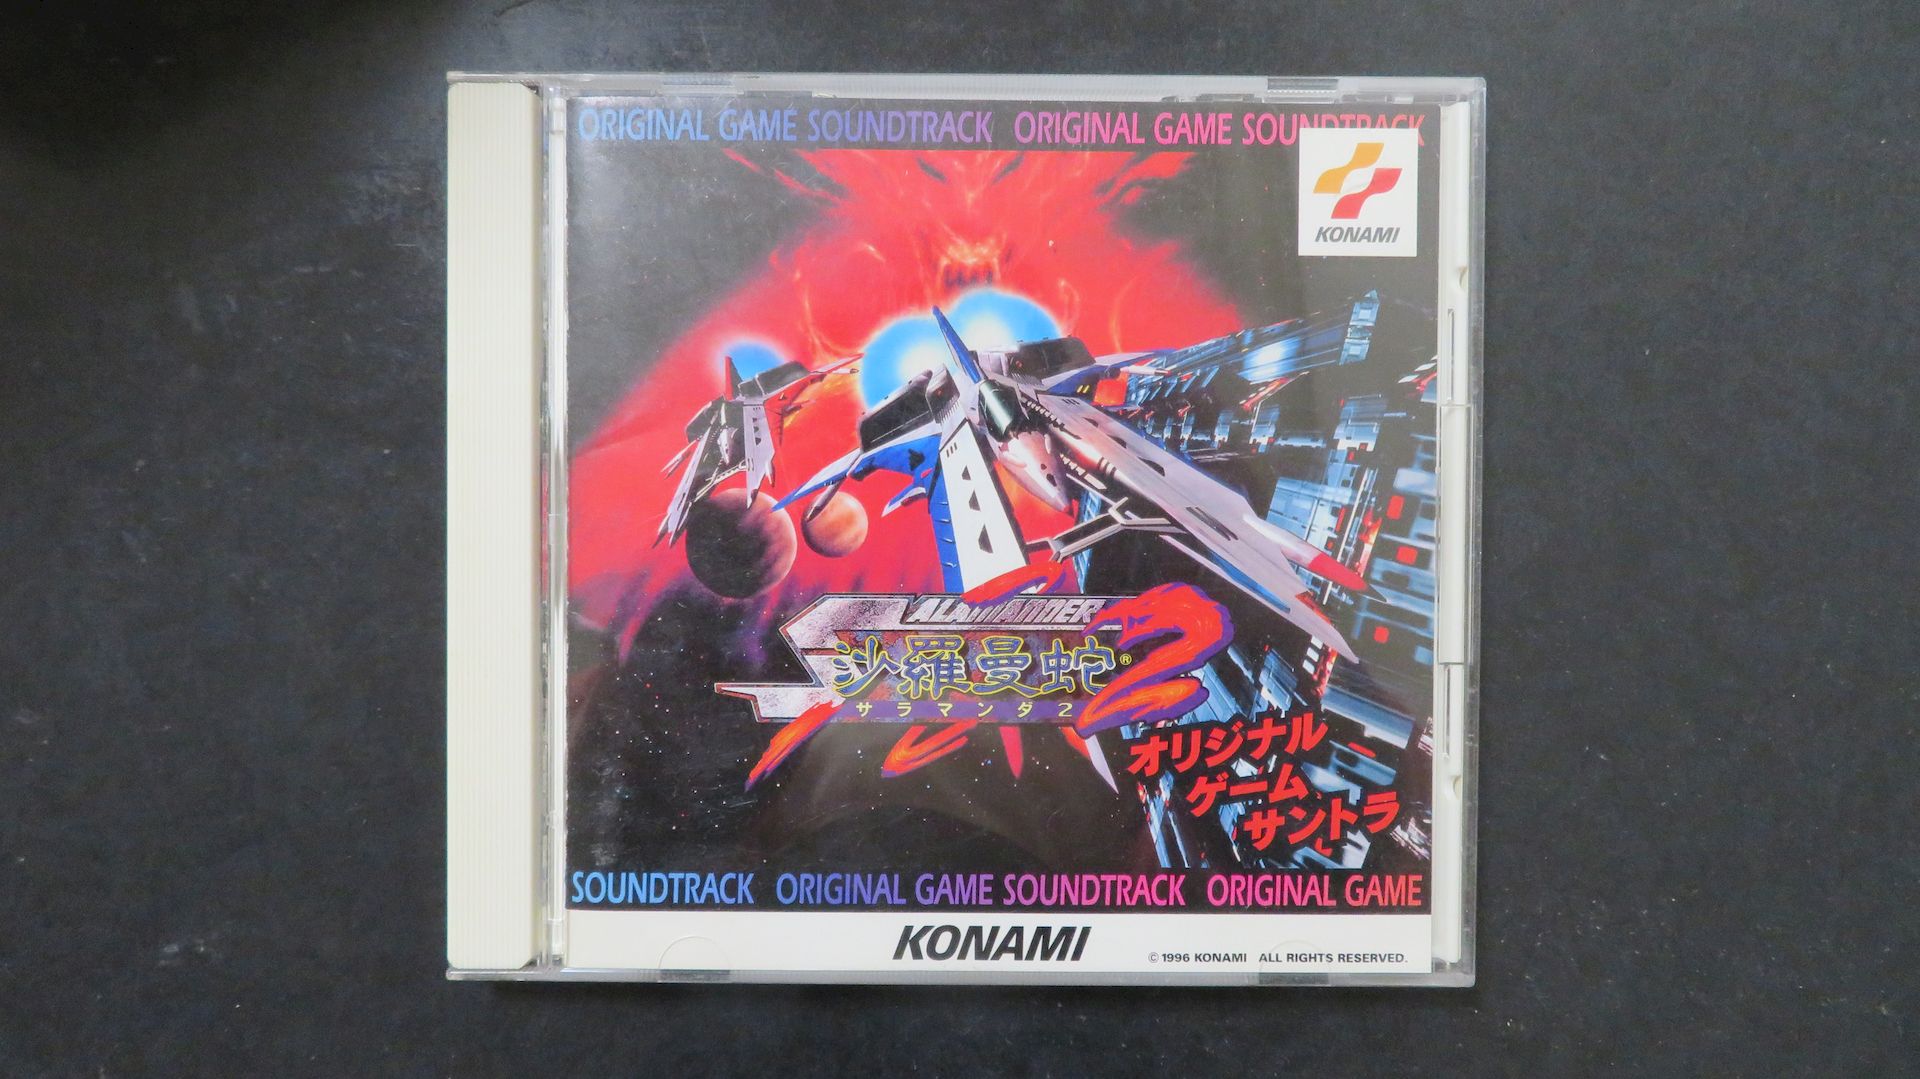 ORIGINAL GAME SOUNDTRACK ORIGINAL GAME SOUNDTRACK
KONAMI
SALAMANDER
沙羅曼蛇® 2
サラマンダ2
オリジナル
ゲーム
サントラ
SOUNDTRACK ORIGINAL GAME SOUNDTRACK ORIGINAL GAME
KONAMI
© 1996 KONAMI ALL RIGHTS RESERVED.